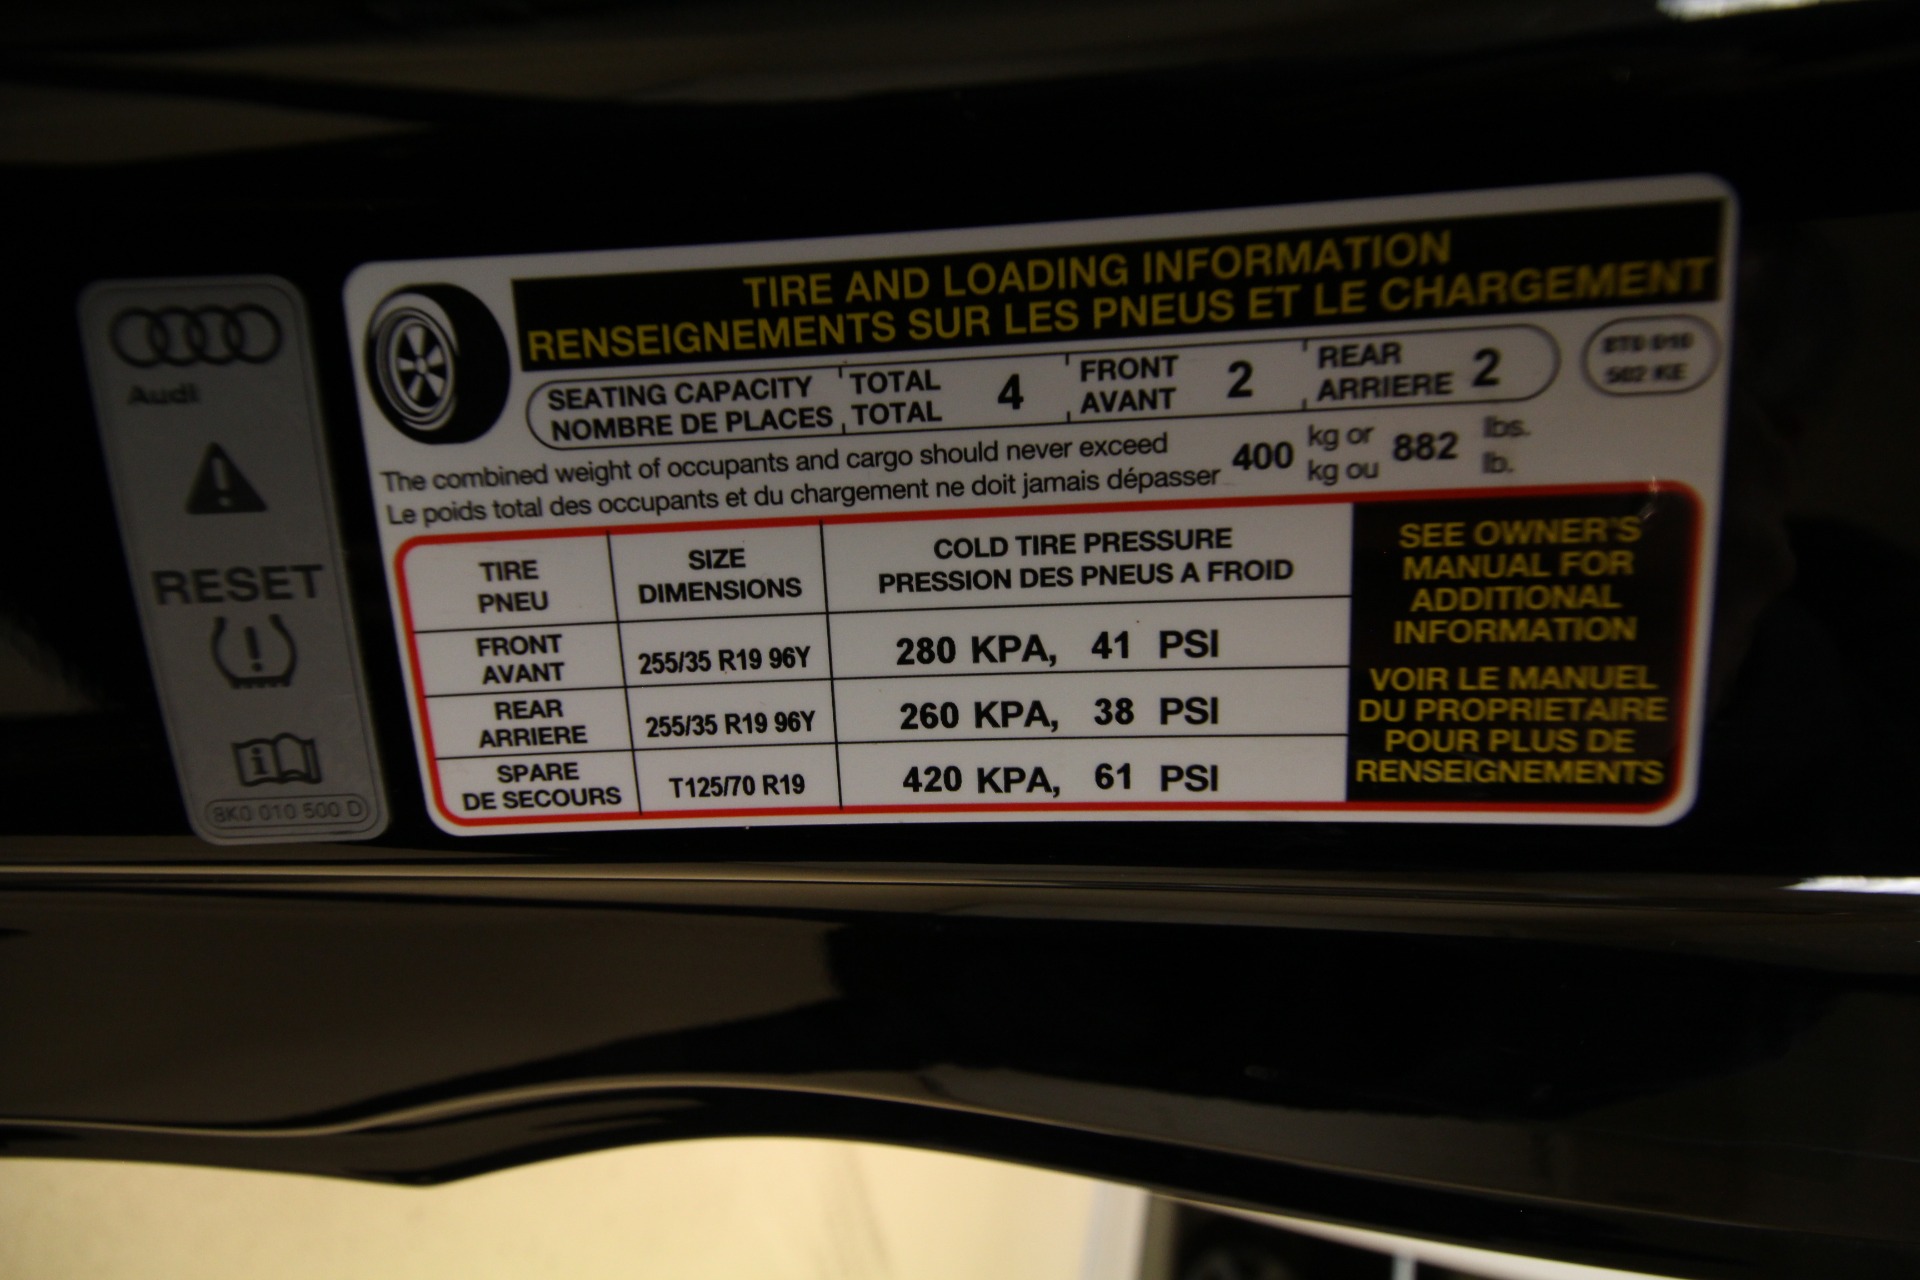 Audi
RESET
i
8K0 010 500 D
TIRE AND LOADING INFORMATION
RENSEIGNEMENTS SUR LES PNEUS ET LE CHARGEMENT
SEATING CAPACITY TOTAL 4 FRONT 2 REAR 2
NOMBRE DE PLACES TOTAL AVANT ARRIERE
8T0 010
502 KE
The combined weight of occupants and cargo should never exceed 400 kg or 882 lbs.
Le poids total des occupants et du chargement ne doit jamais dépasser kg ou lb.
TIRE SIZE COLD TIRE PRESSURE
PNEU DIMENSIONS PRESSION DES PNEUS A FROID
FRONT
AVANT 255/35 R19 96Y 280 KPA, 41 PSI
REAR
ARRIERE 255/35 R19 96Y 260 KPA, 38 PSI
SPARE
DE SECOURS T125/70 R19 420 KPA, 61 PSI
SEE OWNER'S
MANUAL FOR
ADDITIONAL
INFORMATION
VOIR LE MANUEL
DU PROPRIETAIRE
POUR PLUS DE
RENSEIGNEMENTS